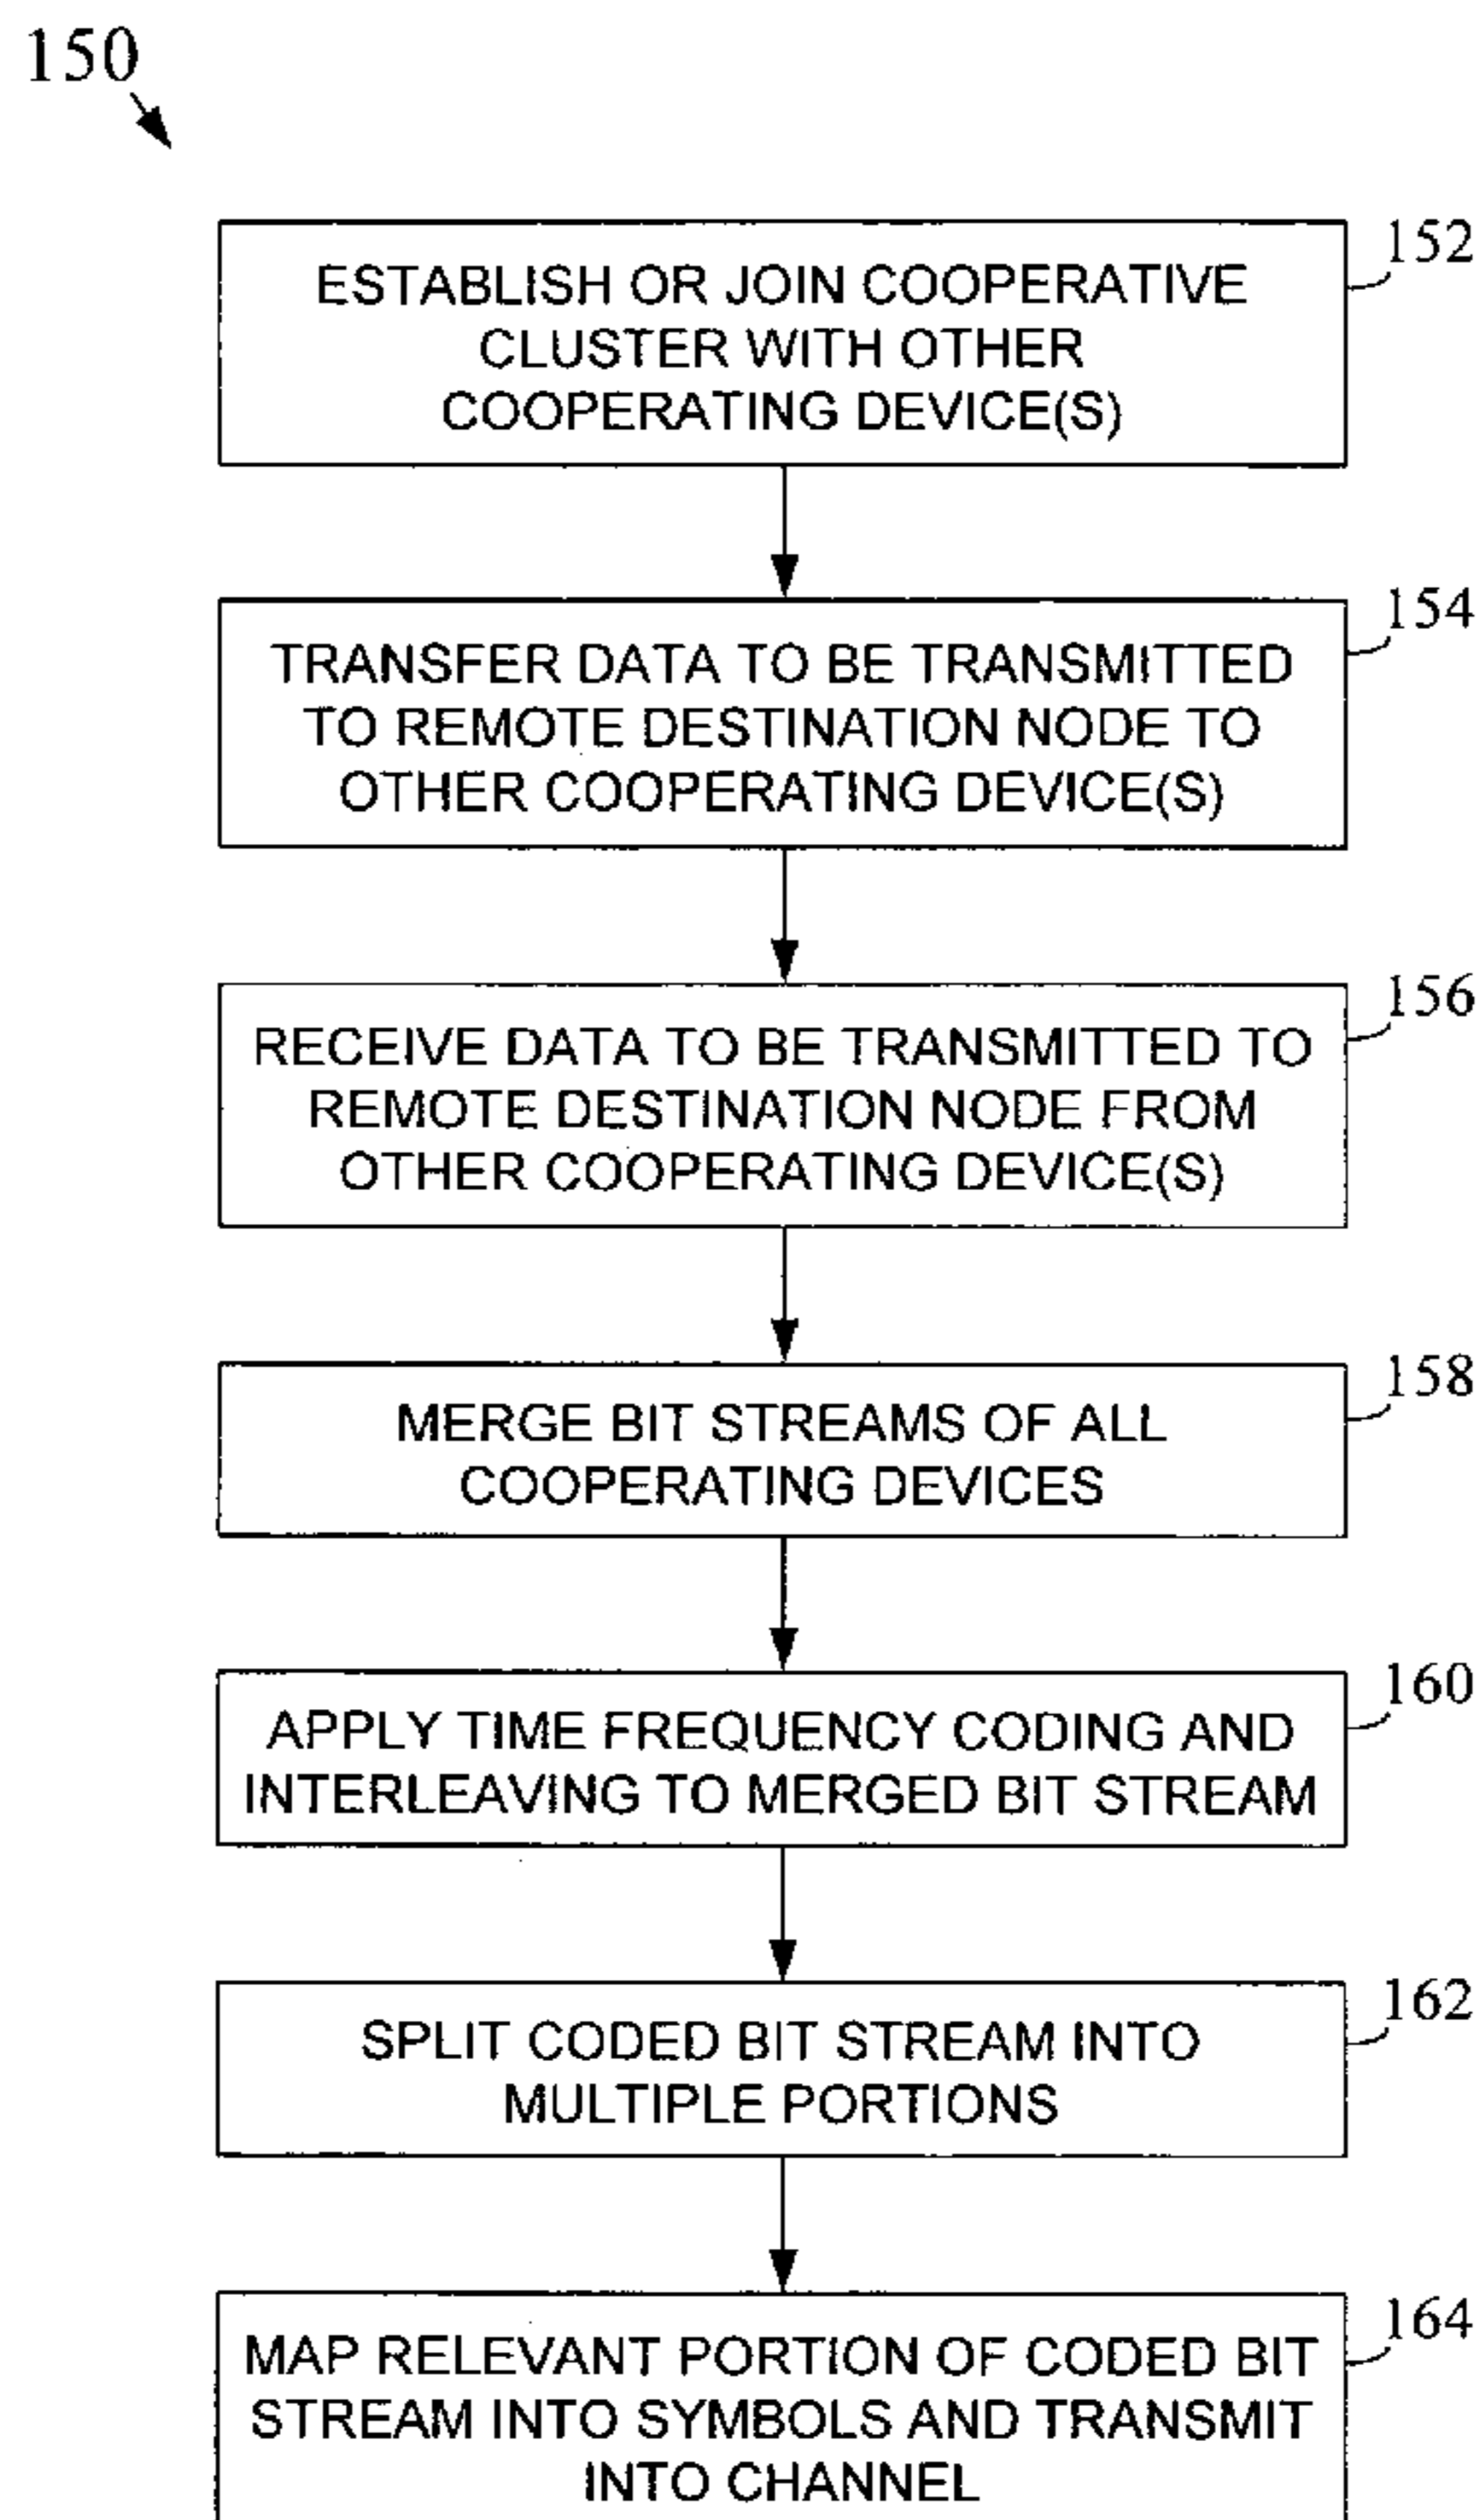 150
152
ESTABLISH OR JOIN COOPERATIVE
CLUSTER WITH OTHER
COOPERATING DEVICE(S)
154
TRANSFER DATA TO BE TRANSMITTED
TO REMOTE DESTINATION NODE TO
OTHER COOPERATING DEVICE(S)
156
RECEIVE DATA TO BE TRANSMITTED TO
REMOTE DESTINATION NODE FROM
OTHER COOPERATING DEVICE(S)
158
MERGE BIT STREAMS OF ALL
COOPERATING DEVICES
160
APPLY TIME FREQUENCY CODING AND
INTERLEAVING TO MERGED BIT STREAM
162
SPLIT CODED BIT STREAM INTO
MULTIPLE PORTIONS
164
MAP RELEVANT PORTION OF CODED BIT
STREAM INTO SYMBOLS AND TRANSMIT
INTO CHANNEL